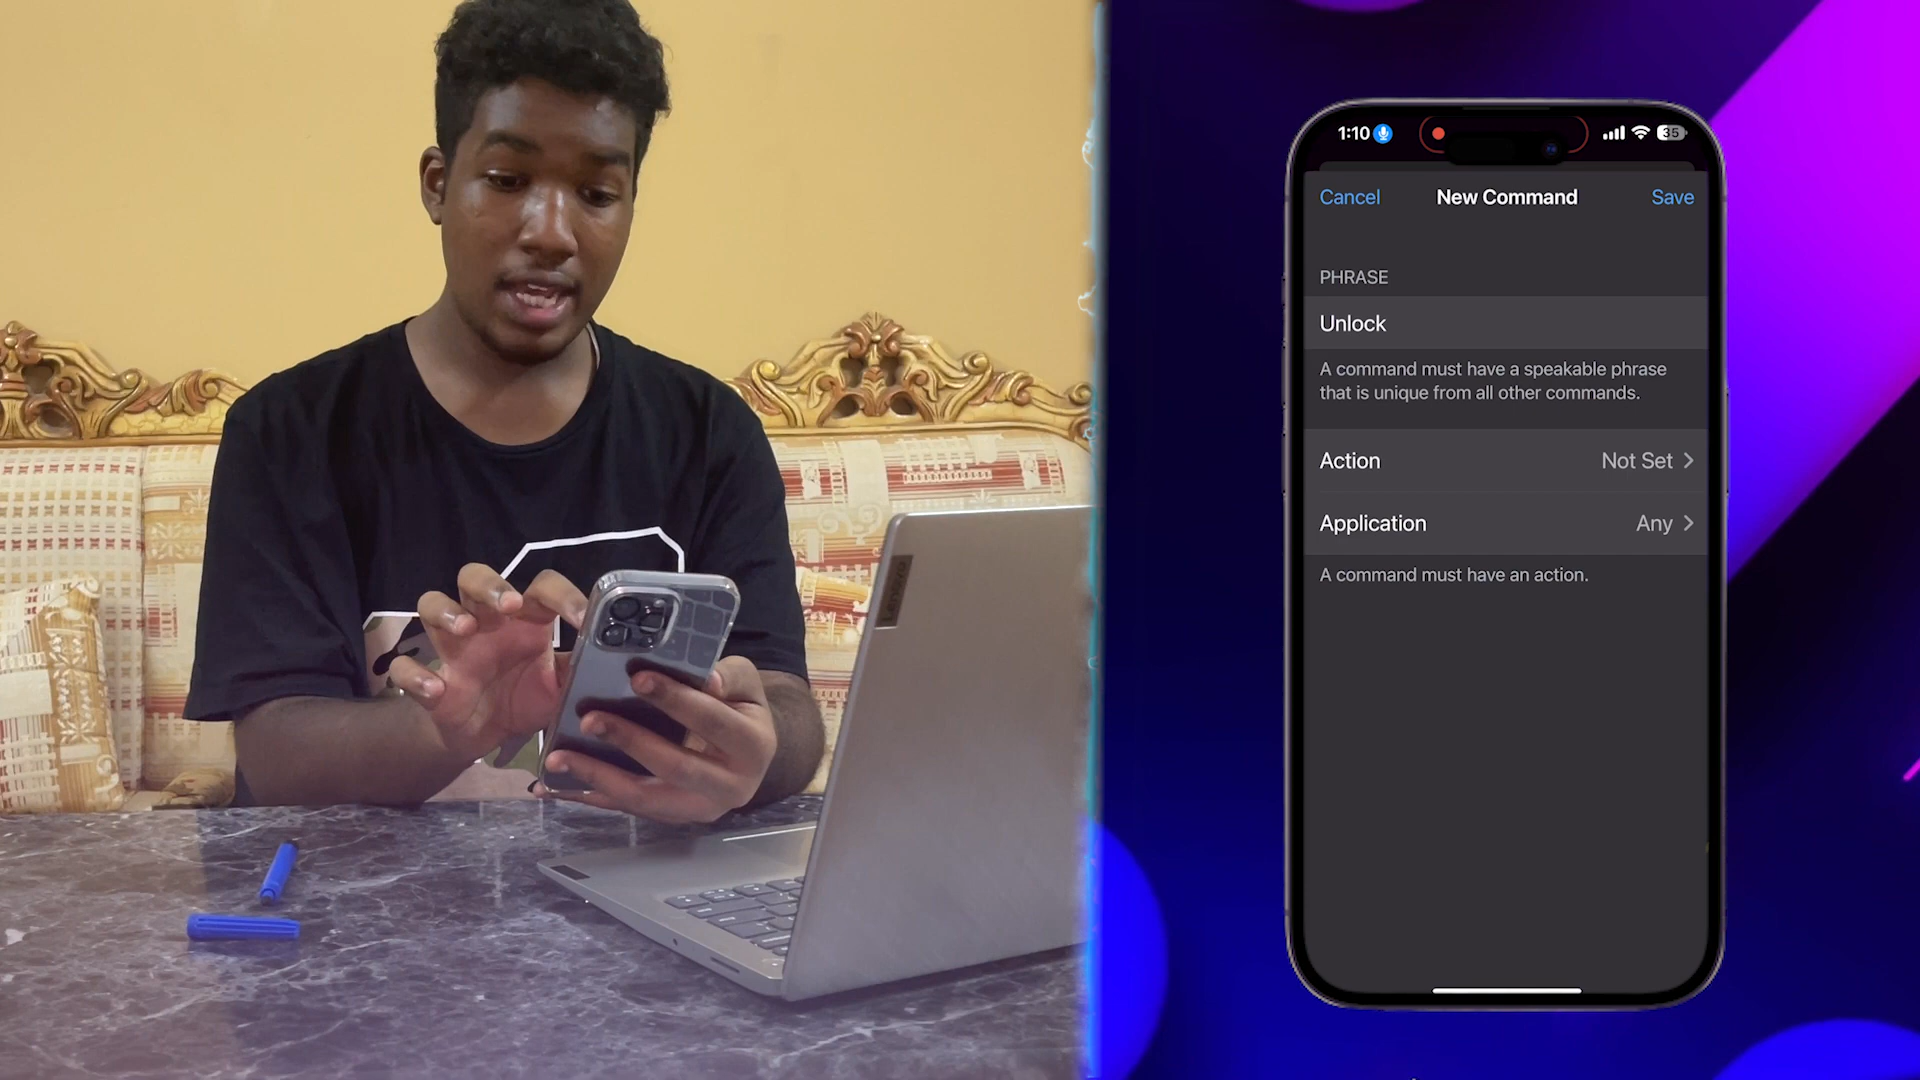 Lenovo
1:10
35
Cancel New Command Save
PHRASE
Unlock
A command must have a speakable phrase
that is unique from all other commands.
Action Not Set
Application Any
A command must have an action.